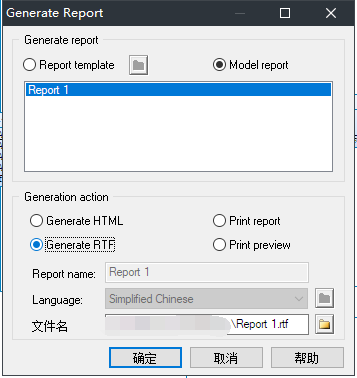 Generate Report
Generate report
Report template
Model report
Report 1
Generation action
Generate HTML
Print report
Generate RTF
Print preview
Report name: Report 1
Language: Simplified Chinese
文件名 \Report 1.rtf
确定 取消 帮助